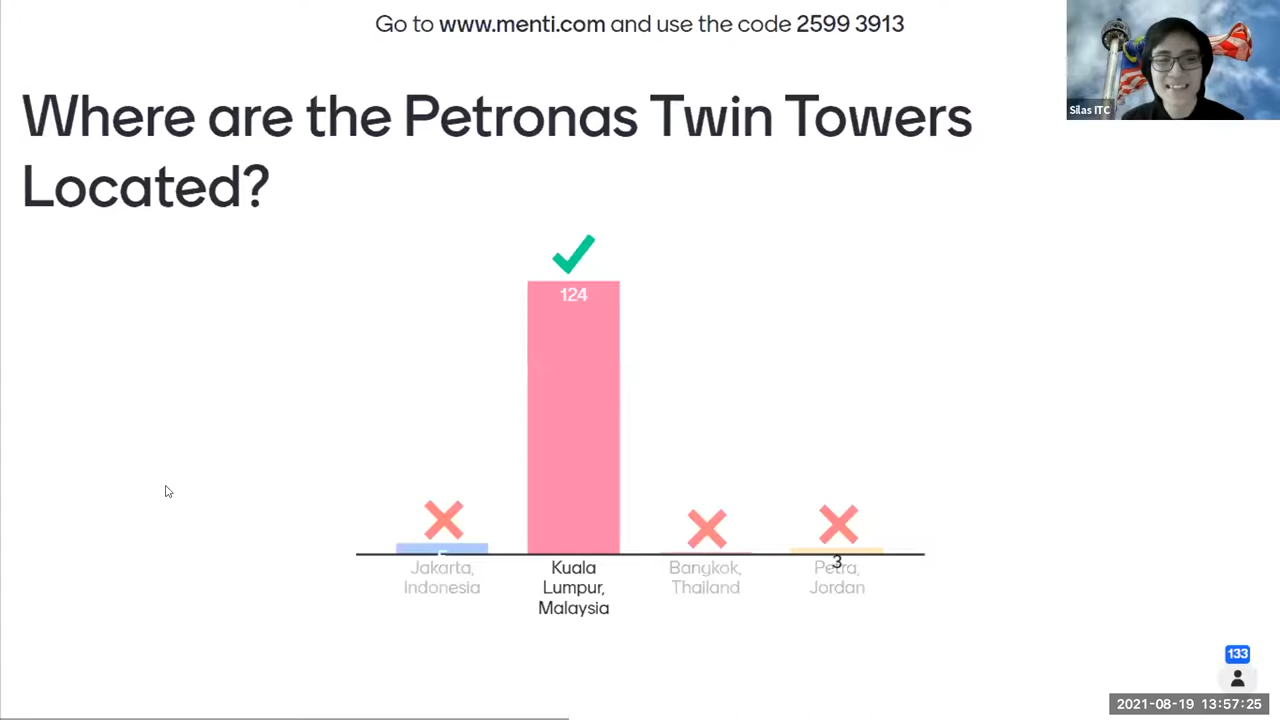 Go to www.menti.com and use the code 2599 3913
Silas ITC
Where are the Petronas Twin Towers
Located?
124
5
3
Jakarta,
Indonesia
Kuala
Lumpur,
Malaysia
Bangkok,
Thailand
Petra,
Jordan
133
2021-08-19 13:57:25